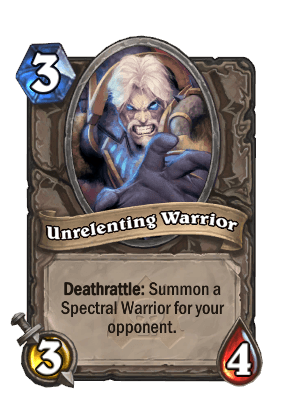 3
Unrelenting Warrior
Deathrattle: Summon a
Spectral Warrior for your
opponent.
3
4